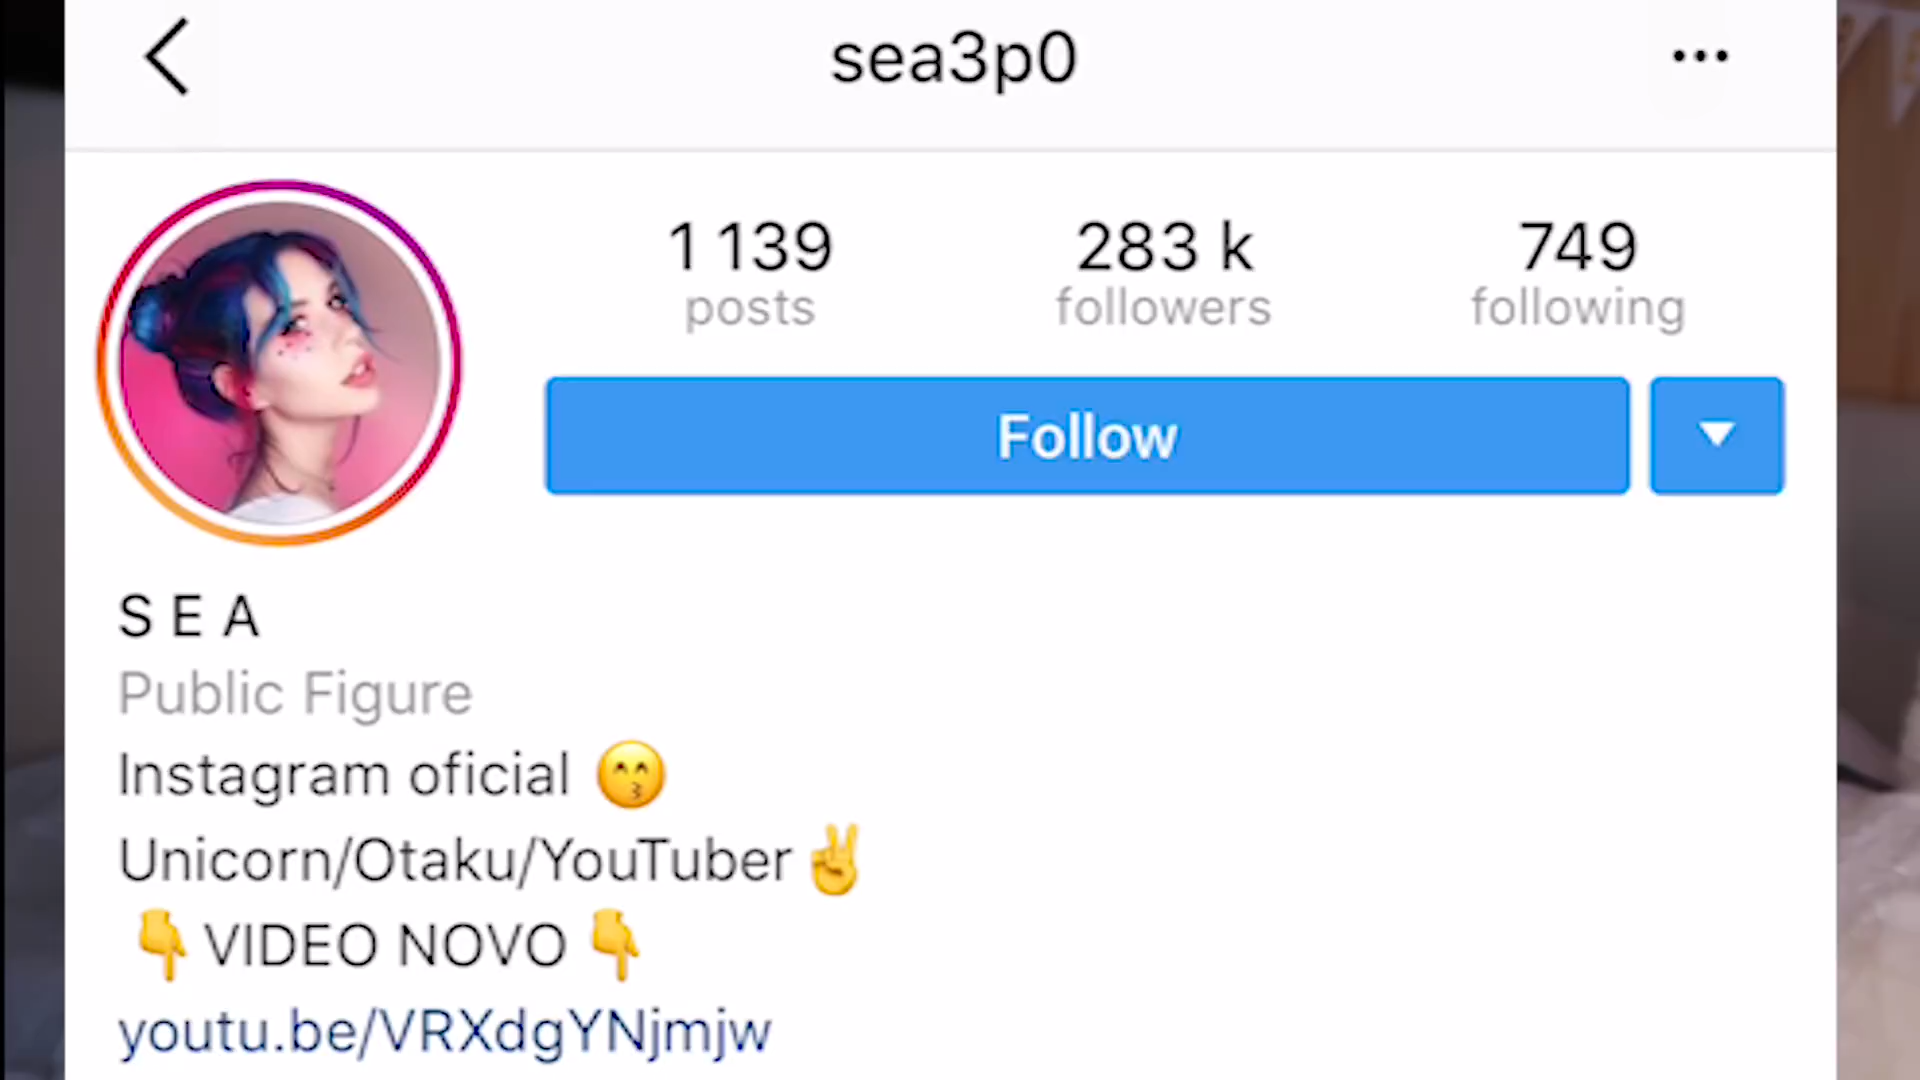 sea3p0
1 139 283 k 749
posts followers following
Follow
S E A
Public Figure
Instagram oficial 😙
Unicorn/Otaku/YouTuber ✌
👇 VIDEO NOVO 👇
youtu.be/VRXdgYNjmjw